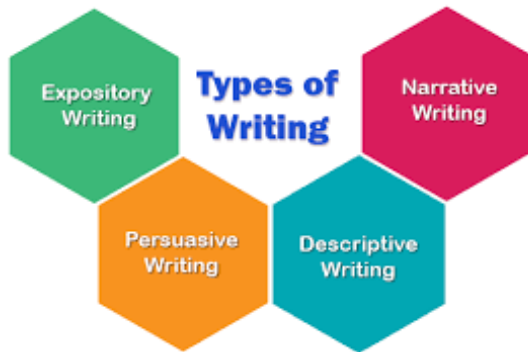 Types of
Writing
Expository
Writing
Persuasive
Writing
Descriptive
Writing
Narrative
Writing